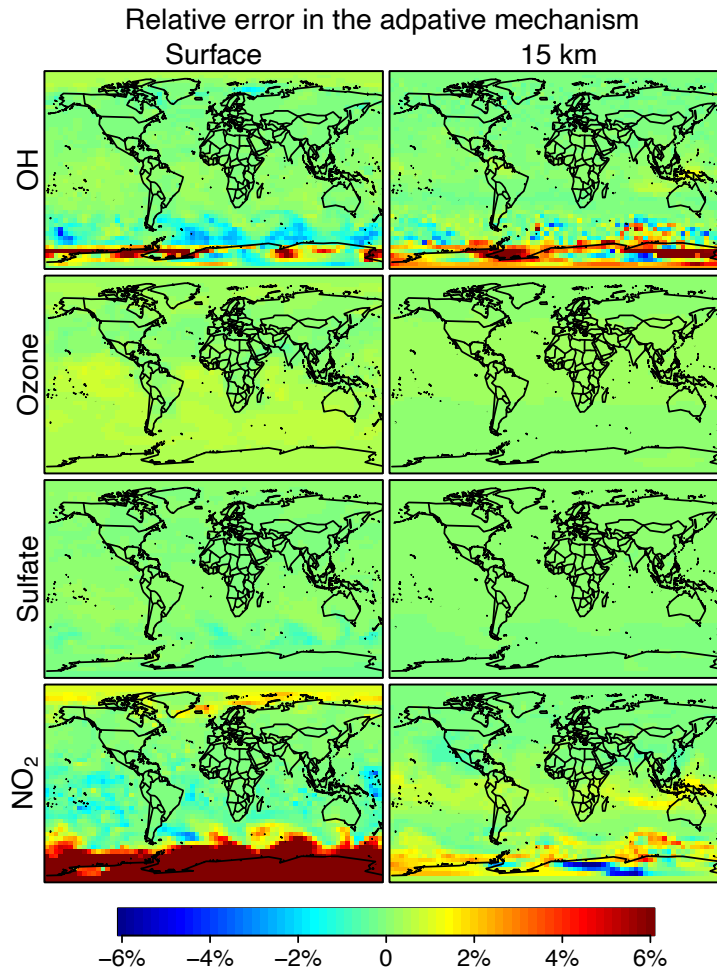 Relative error in the adpative mechanism
Surface
15 km
OH
Ozone
Sulfate
NO₂
−6% −4% −2% 0 2% 4% 6%